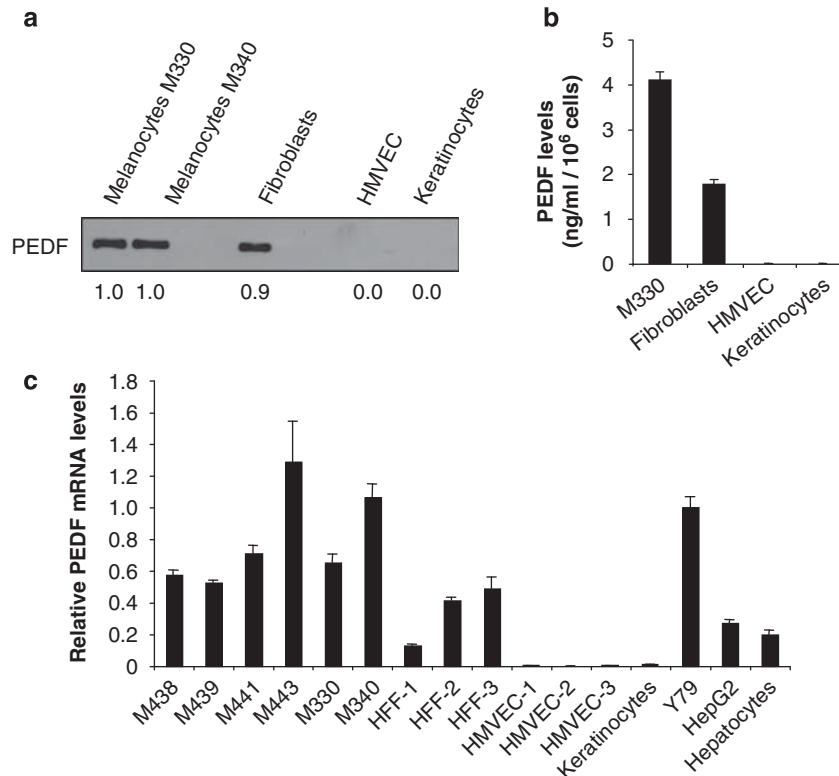 a
Melanocytes M330
Melanocytes M340
Fibroblasts
HMVEC
Keratinocytes
PEDF
1.0 1.0 0.9 0.0 0.0
b
PEDF levels
(ng/ml / 10⁶ cells)
5
4
3
2
1
0
M330
Fibroblasts
HMVEC
Keratinocytes
c
Relative PEDF mRNA levels
1.8
1.6
1.4
1.2
1.0
0.8
0.6
0.4
0.2
0
M438
M439
M441
M443
M330
M340
HFF-1
HFF-2
HFF-3
HMVEC-1
HMVEC-2
HMVEC-3
Keratinocytes
Y79
HepG2
Hepatocytes